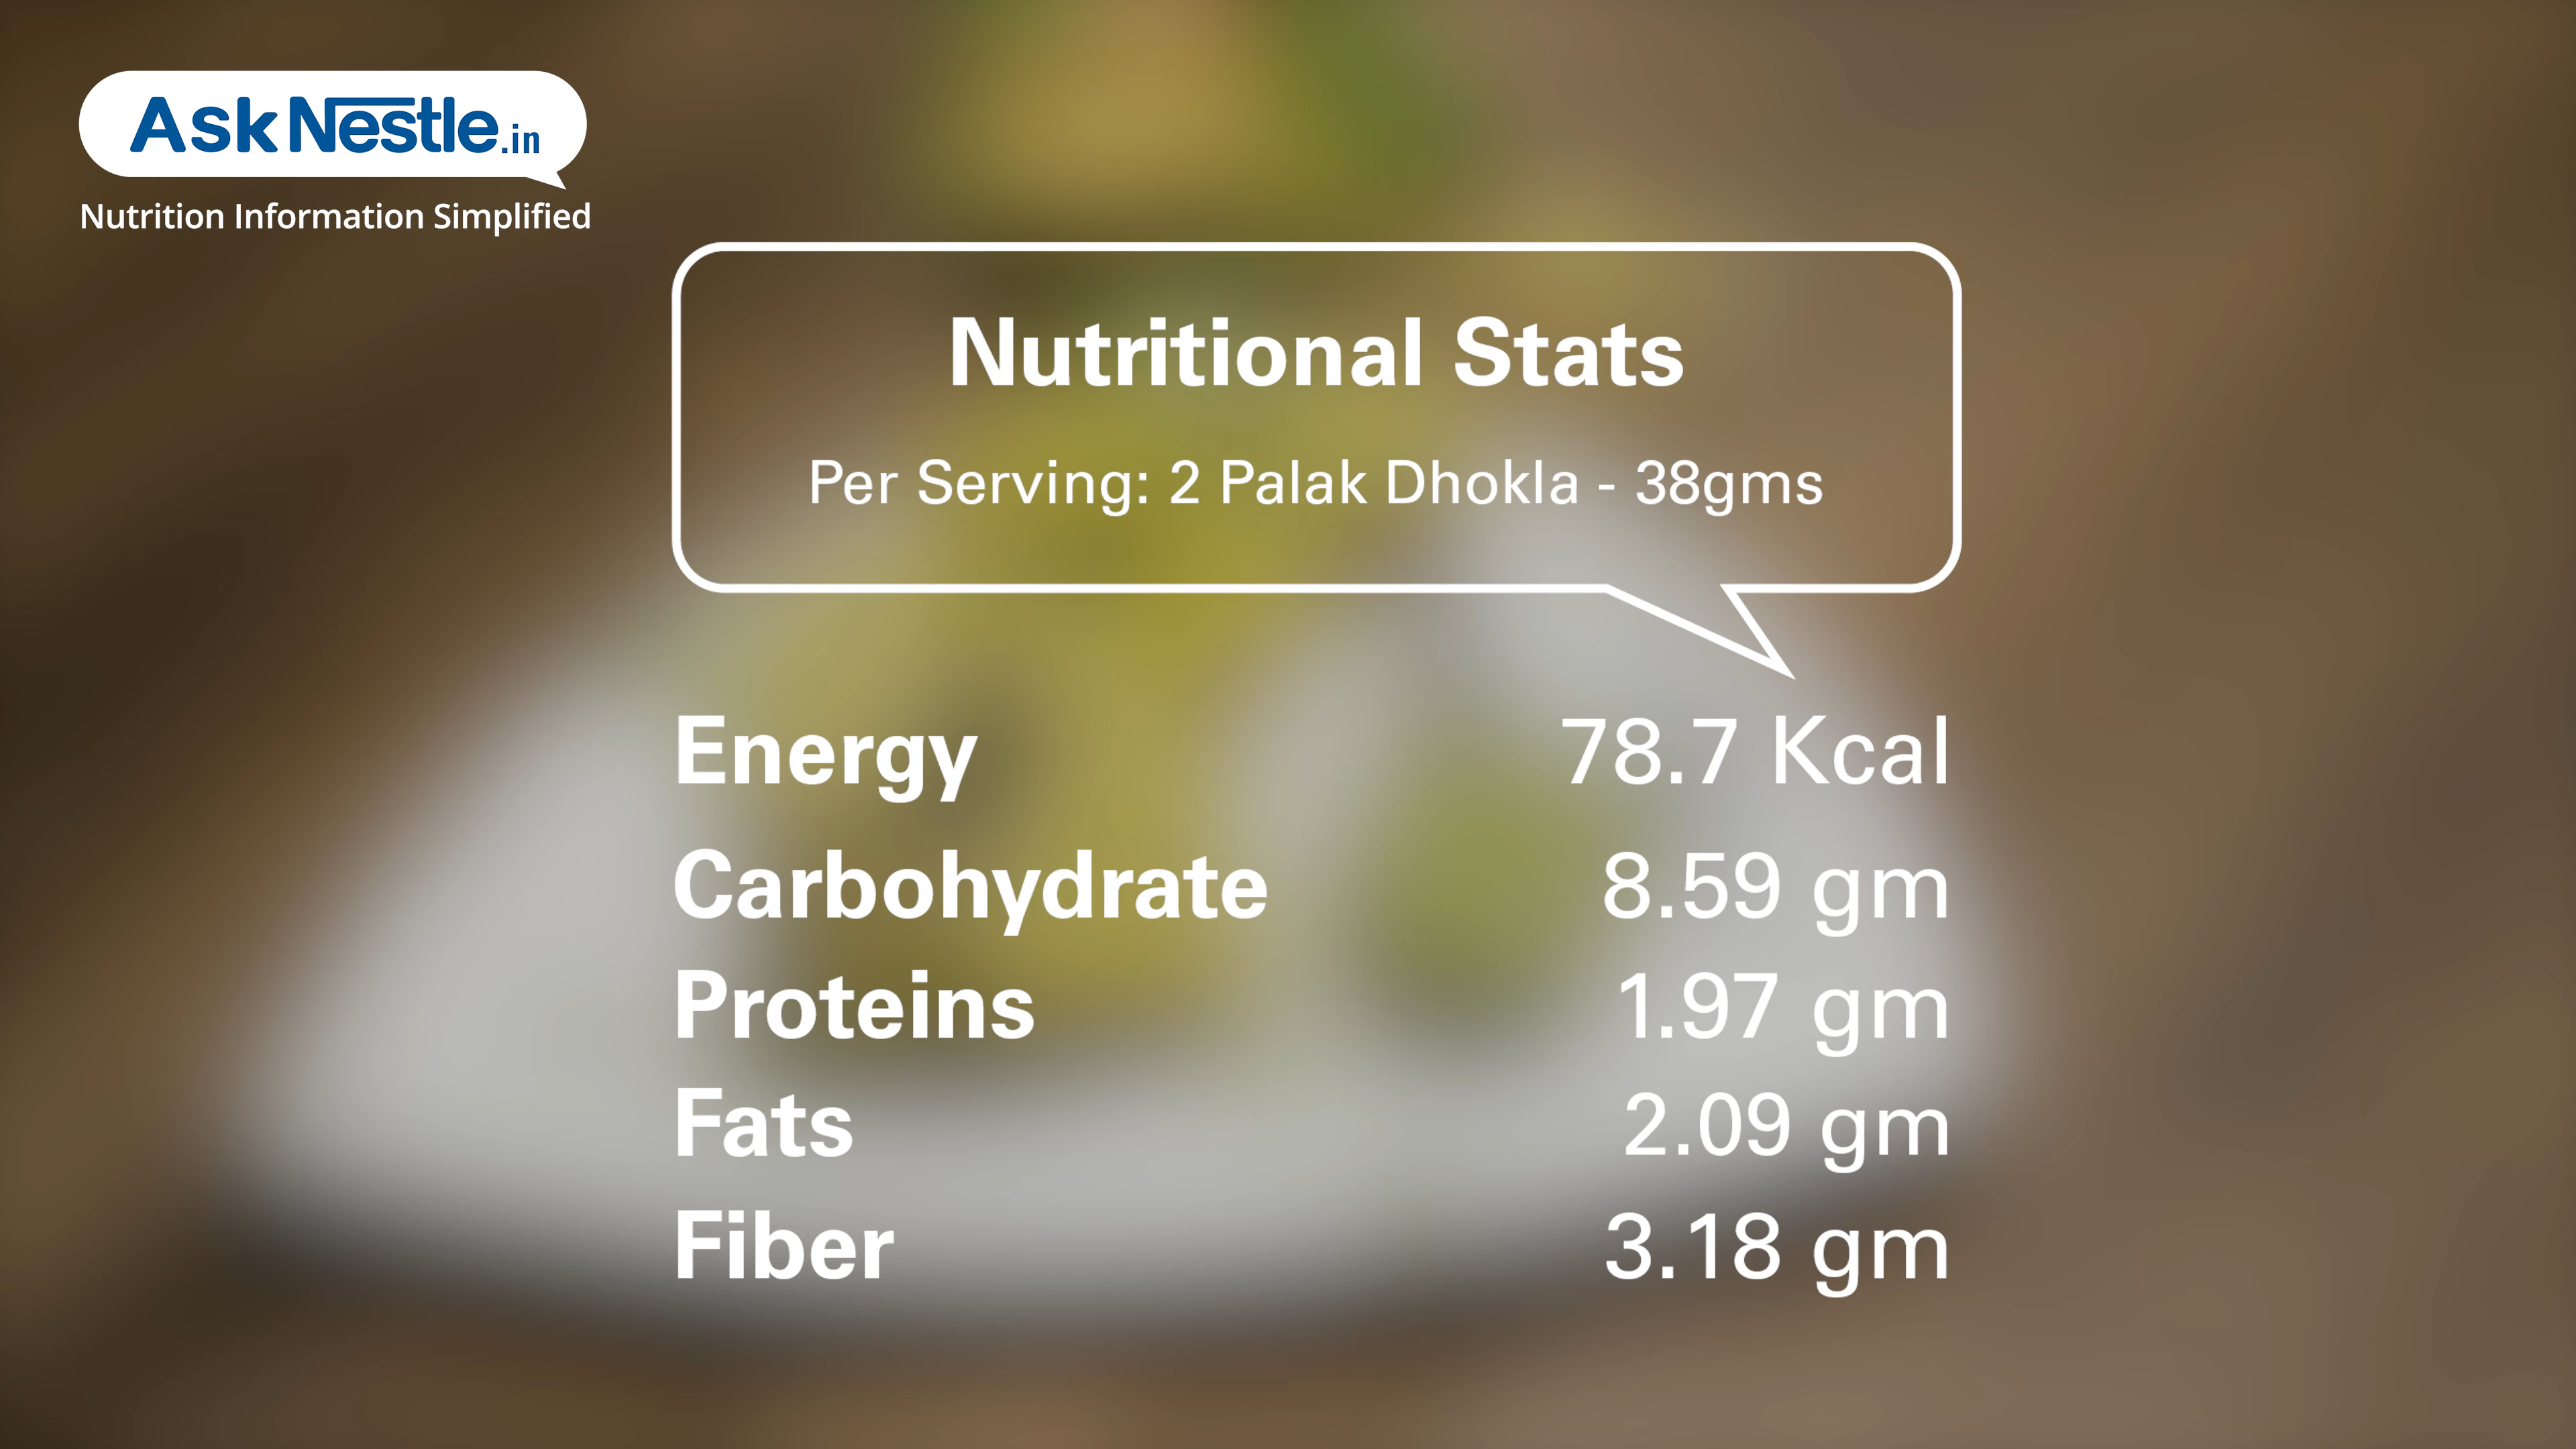 AskNestle.in
Nutrition Information Simplified
Nutritional Stats
Per Serving: 2 Palak Dhokla - 38gms
Energy 78.7 Kcal
Carbohydrate 8.59 gm
Proteins 1.97 gm
Fats 2.09 gm
Fiber 3.18 gm